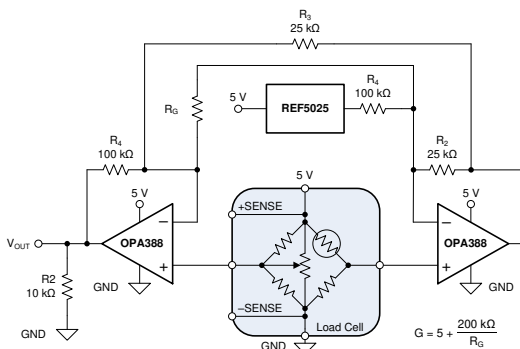 R3
25 kΩ
5 V
REF5025
R4
100 kΩ
RG
R4
100 kΩ
R2
25 kΩ
5 V
5 V
5 V
+SENSE
VOUT
OPA388
−
+
OPA388
−
+
R2
10 kΩ
GND
GND
−SENSE
Load Cell
GND
GND
G = 5 + 200 kΩ / RG